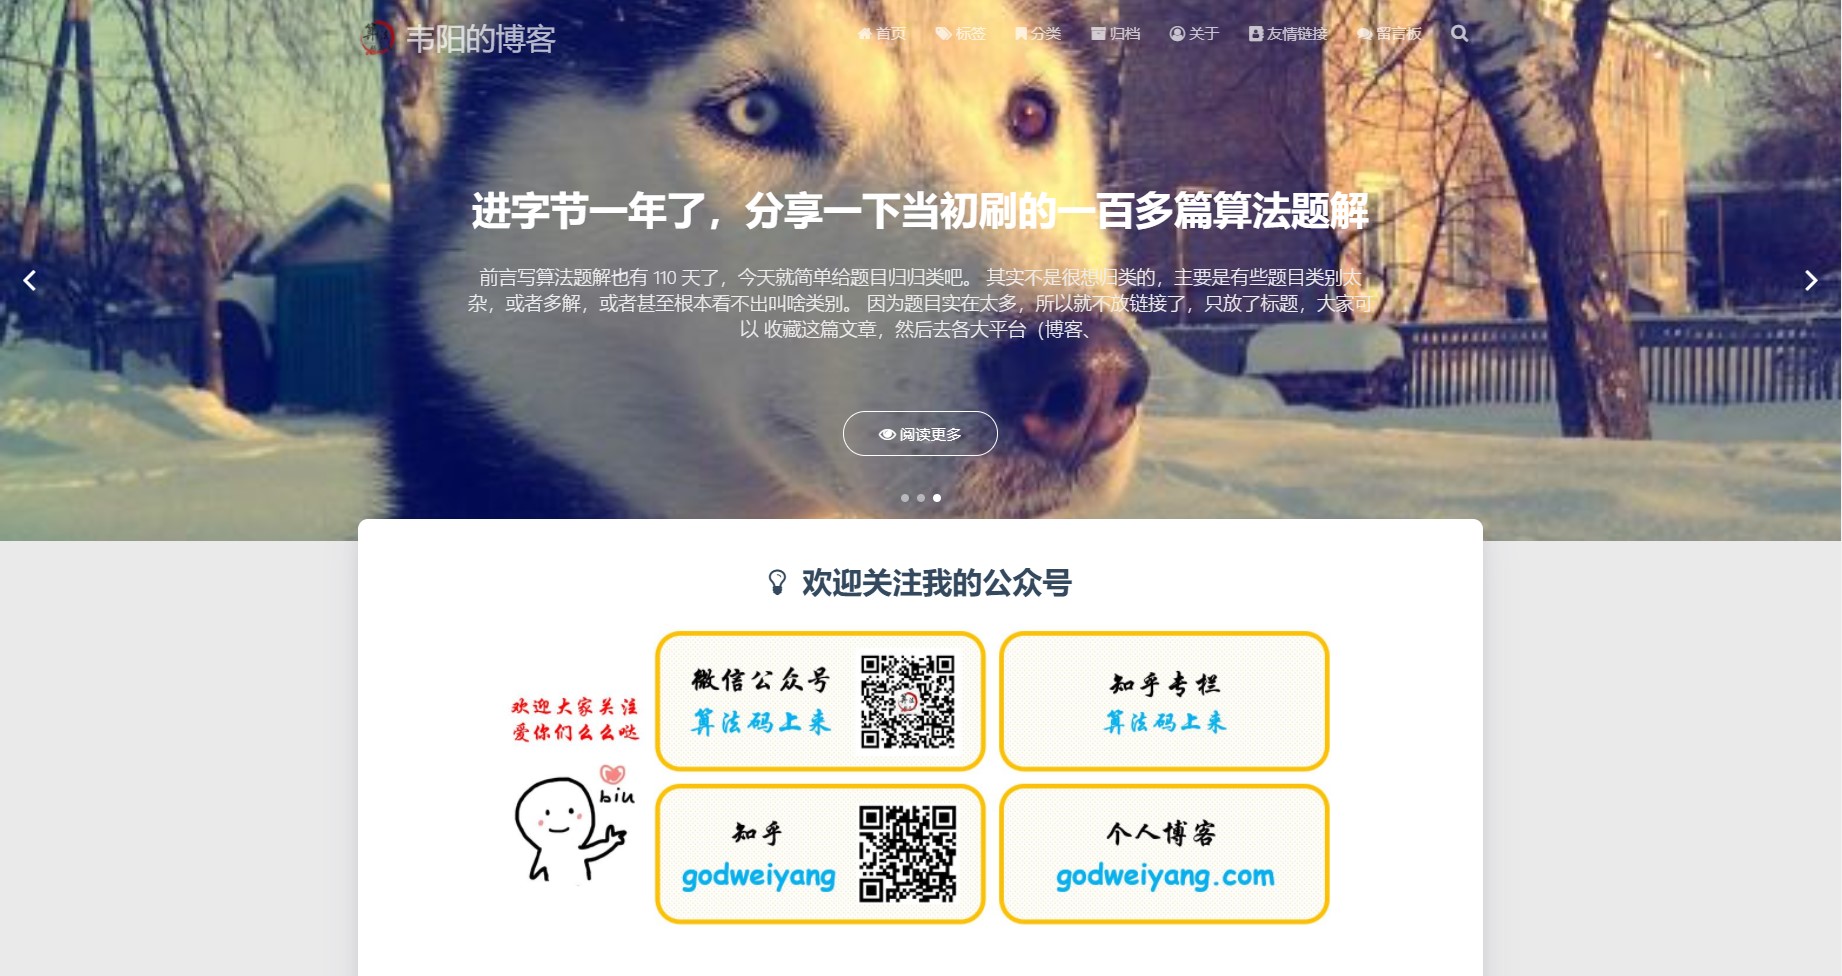 韦阳的博客
首页 标签 分类 归档 关于 友情链接 留言板
进字节一年了，分享一下当初刷的一百多篇算法题解
前言写算法题解也有 110 天了，今天就简单给题目归归类吧。 其实不是很想归类的，主要是有些题目类别太
杂，或者多解，或者甚至根本看不出叫啥类别。 因为题目实在太多，所以就不放链接了，只放了标题，大家可
以 收藏这篇文章，然后去各大平台（博客、
阅读更多
欢迎关注我的公众号
欢迎大家关注
爱你们么么哒
biu
微信公众号
算法码上来
知乎专栏
算法码上来
知乎
godweiyang
个人博客
godweiyang.com